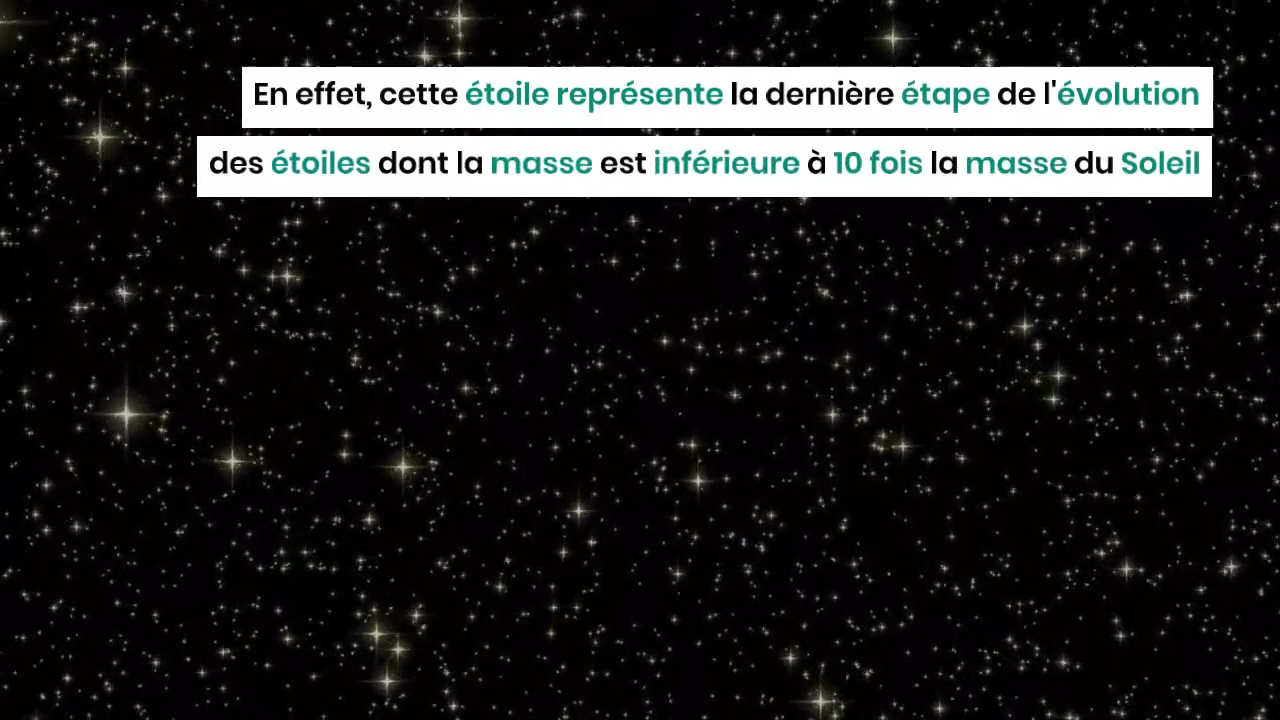 En effet, cette étoile représente la dernière étape de l'évolution
des étoiles dont la masse est inférieure à 10 fois la masse du Soleil